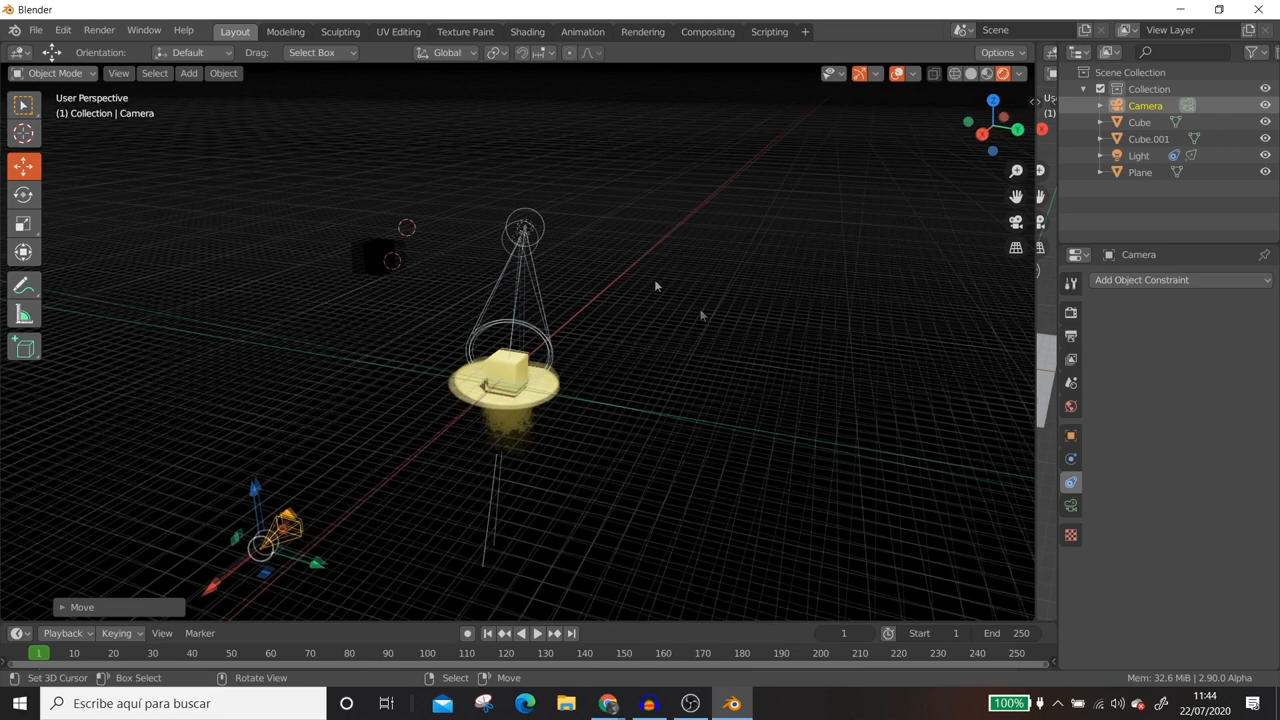 Blender
File Edit Render Window Help Layout Modeling Sculpting UV Editing Texture Paint Shading Animation Rendering Compositing Scripting + Scene View Layer
Orientation: Default Drag: Select Box Global Options
Object Mode View Select Add Object
Scene Collection
Collection
Camera
Cube
Cube.001
Light
Plane
User Perspective
(1) Collection | Camera
Z
Y
X
X
Us
(1)
Camera
Add Object Constraint
Move
Playback Keying View Marker 1 Start 1 End 250
1 10 20 30 40 50 60 70 80 90 100 110 120 130 140 150 160 170 180 190 200 210 220 230 240 250
Set 3D Cursor Box Select Rotate View Select Move Mem: 32.6 MiB | 2.90.0 Alpha
Escribe aquí para buscar
100%
11:44
22/07/2020